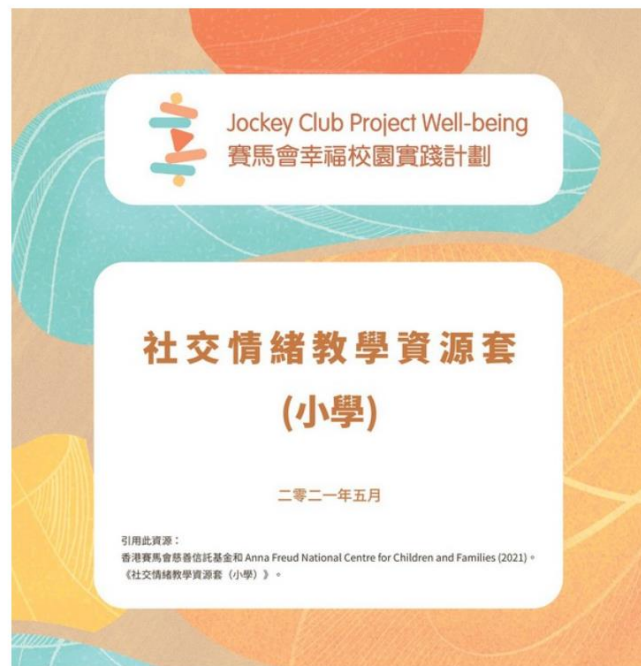 Jockey Club Project Well-being
賽馬會幸福校園實踐計劃
社交情緒教學資源套
(小學)
二零二一年五月
引用此資源：
香港賽馬會慈善信託基金和 Anna Freud National Centre for Children and Families (2021)。
《社交情緒教學資源套（小學）》。